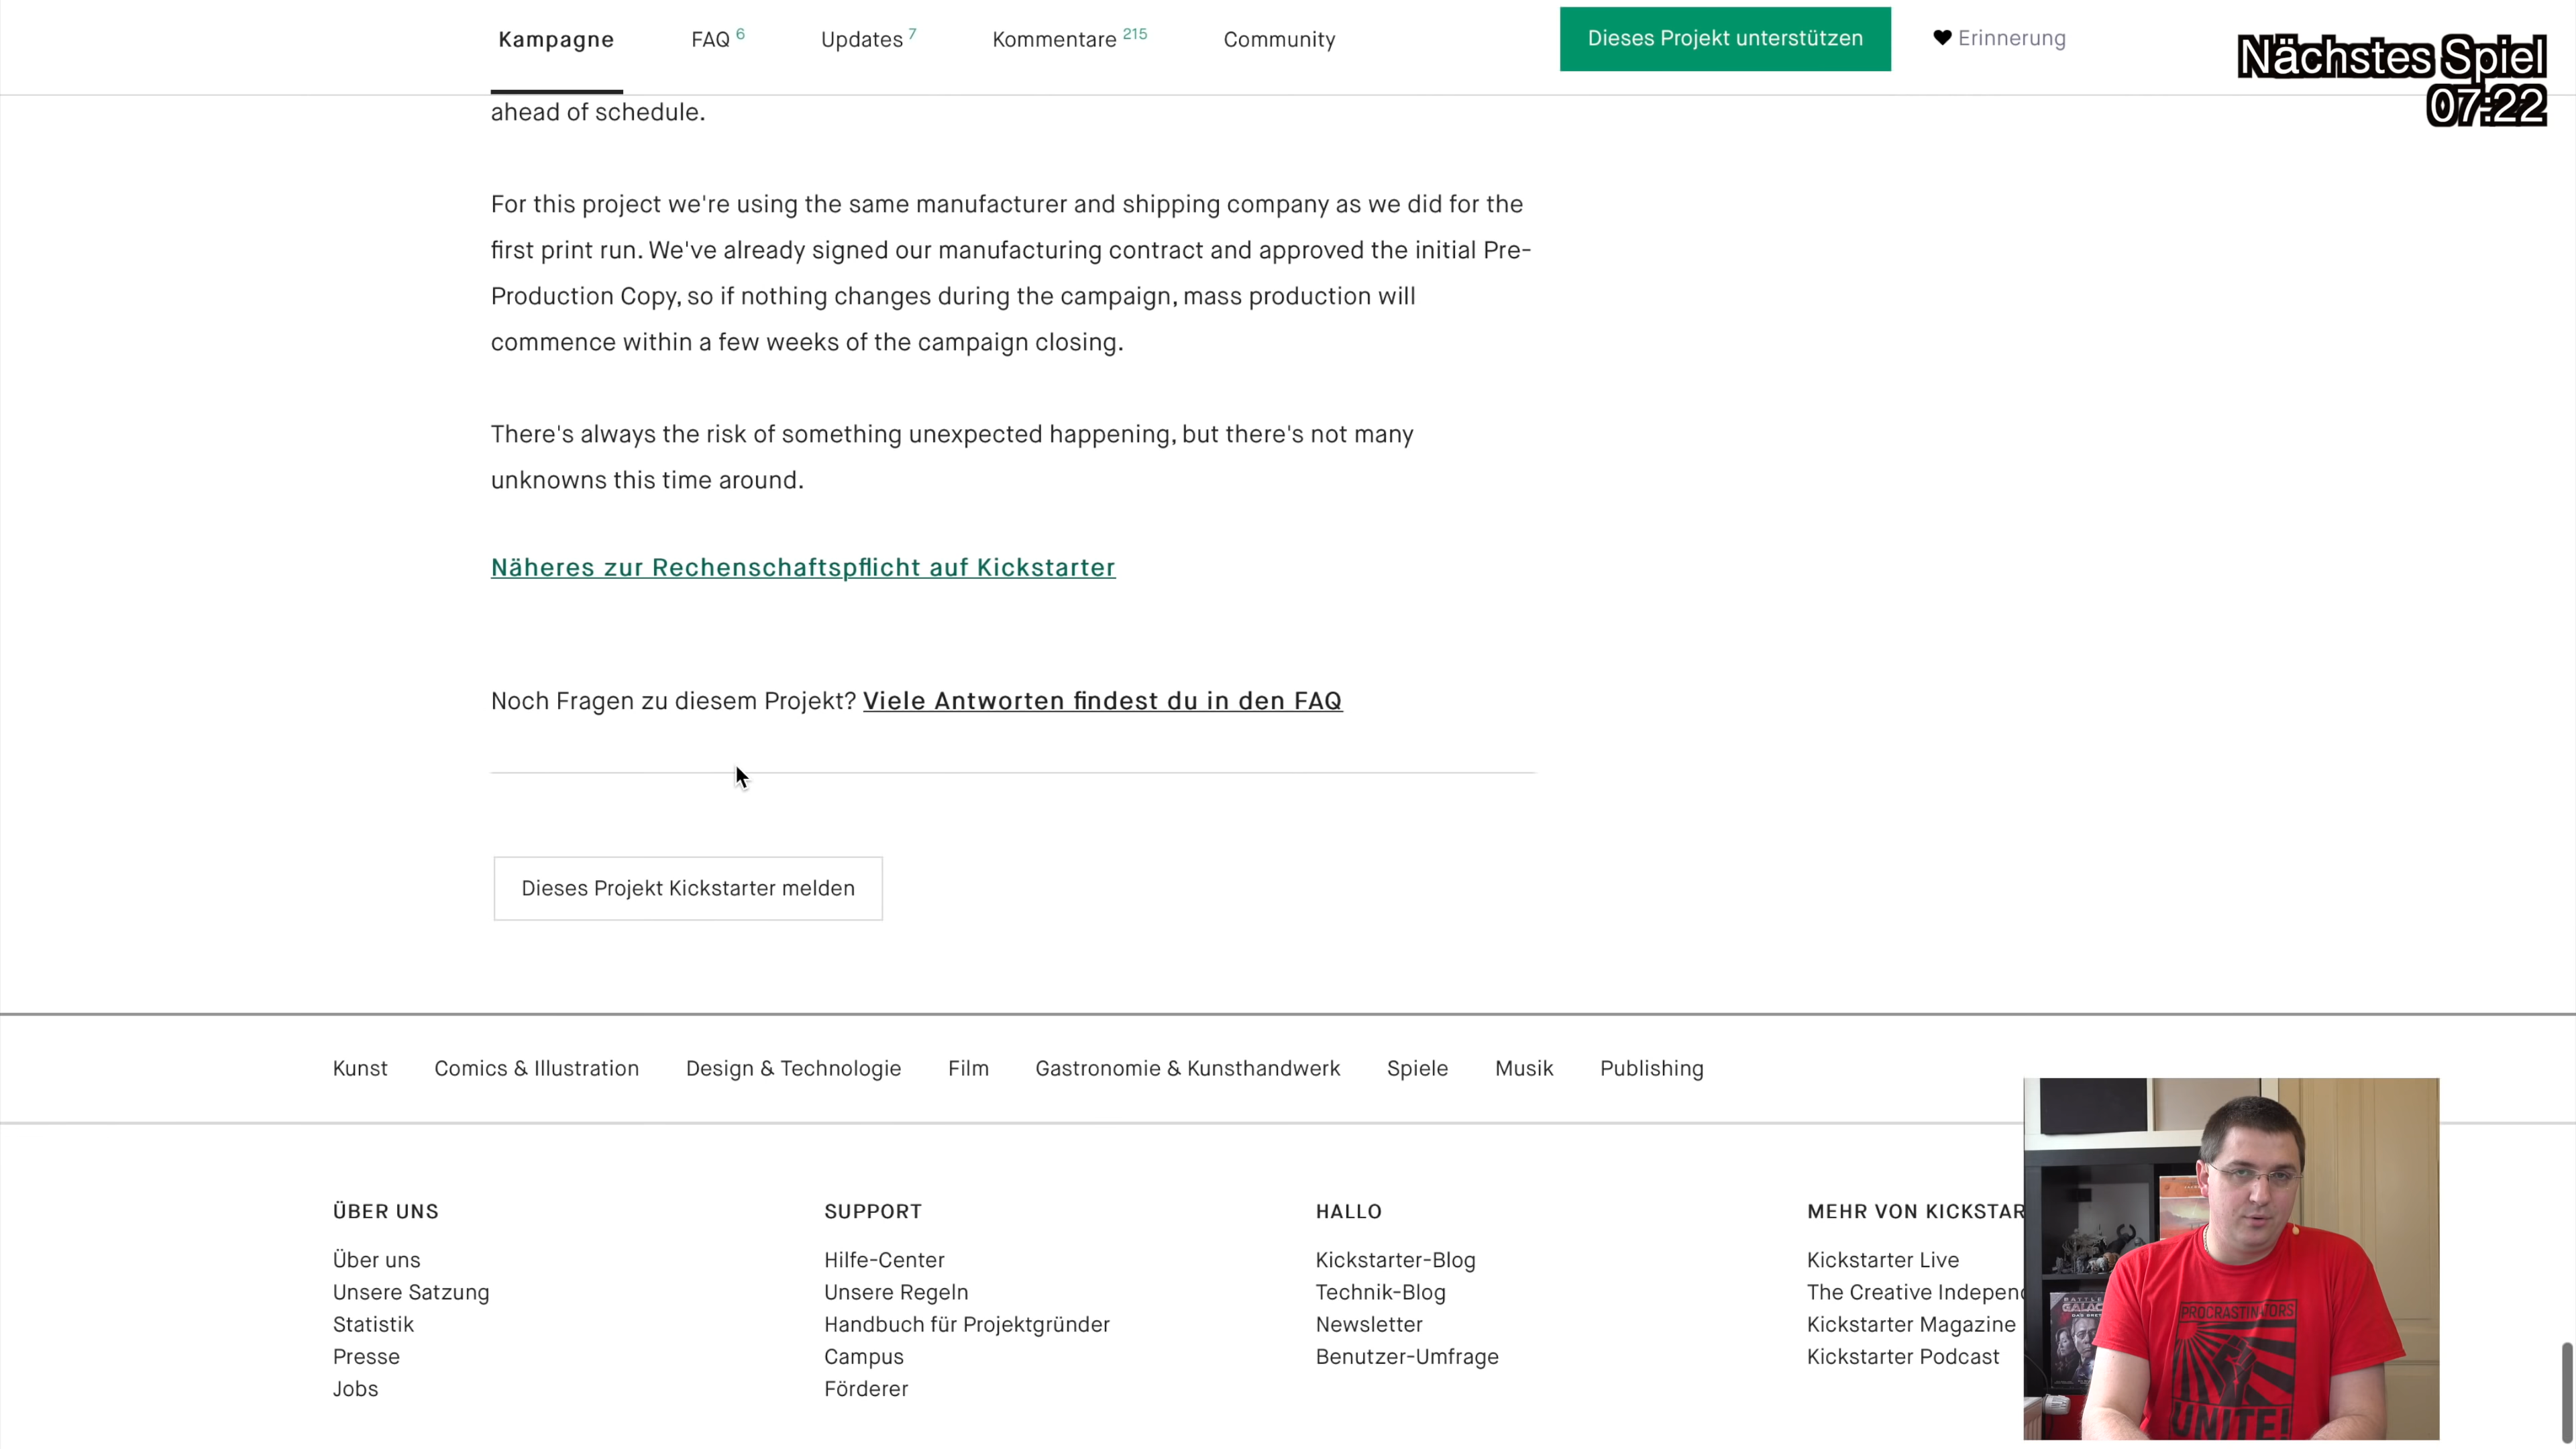 Kampagne
FAQ 6
Updates 7
Kommentare 215
Community
Dieses Projekt unterstützen
Erinnerung
Nächstes Spiel
07:22
ahead of schedule.
For this project we're using the same manufacturer and shipping company as we did for the
first print run. We've already signed our manufacturing contract and approved the initial Pre-
Production Copy, so if nothing changes during the campaign, mass production will
commence within a few weeks of the campaign closing.
There's always the risk of something unexpected happening, but there's not many
unknowns this time around.
Näheres zur Rechenschaftspflicht auf Kickstarter
Noch Fragen zu diesem Projekt? Viele Antworten findest du in den FAQ
Dieses Projekt Kickstarter melden
Kunst
Comics & Illustration
Design & Technologie
Film
Gastronomie & Kunsthandwerk
Spiele
Musik
Publishing
ÜBER UNS
Über uns
Unsere Satzung
Statistik
Presse
Jobs
SUPPORT
Hilfe-Center
Unsere Regeln
Handbuch für Projektgründer
Campus
Förderer
HALLO
Kickstarter-Blog
Technik-Blog
Newsletter
Benutzer-Umfrage
MEHR VON KICKSTAR
Kickstarter Live
The Creative Independ
Kickstarter Magazine
Kickstarter Podcast
PROCRASTINATORS
UNITE!